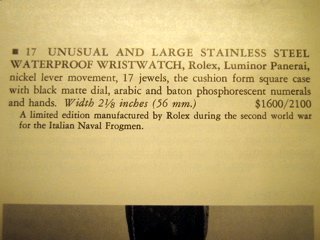 ■ 17 UNUSUAL AND LARGE STAINLESS STEEL
WATERPROOF WRISTWATCH, Rolex, Luminor Panerai,
nickel lever movement, 17 jewels, the cushion form square case
with black matte dial, arabic and baton phosphorescent numerals
and hands. Width 2⅛ inches (56 mm.) $1600/2100
A limited edition manufactured by Rolex during the second world war
for the Italian Naval Frogmen.